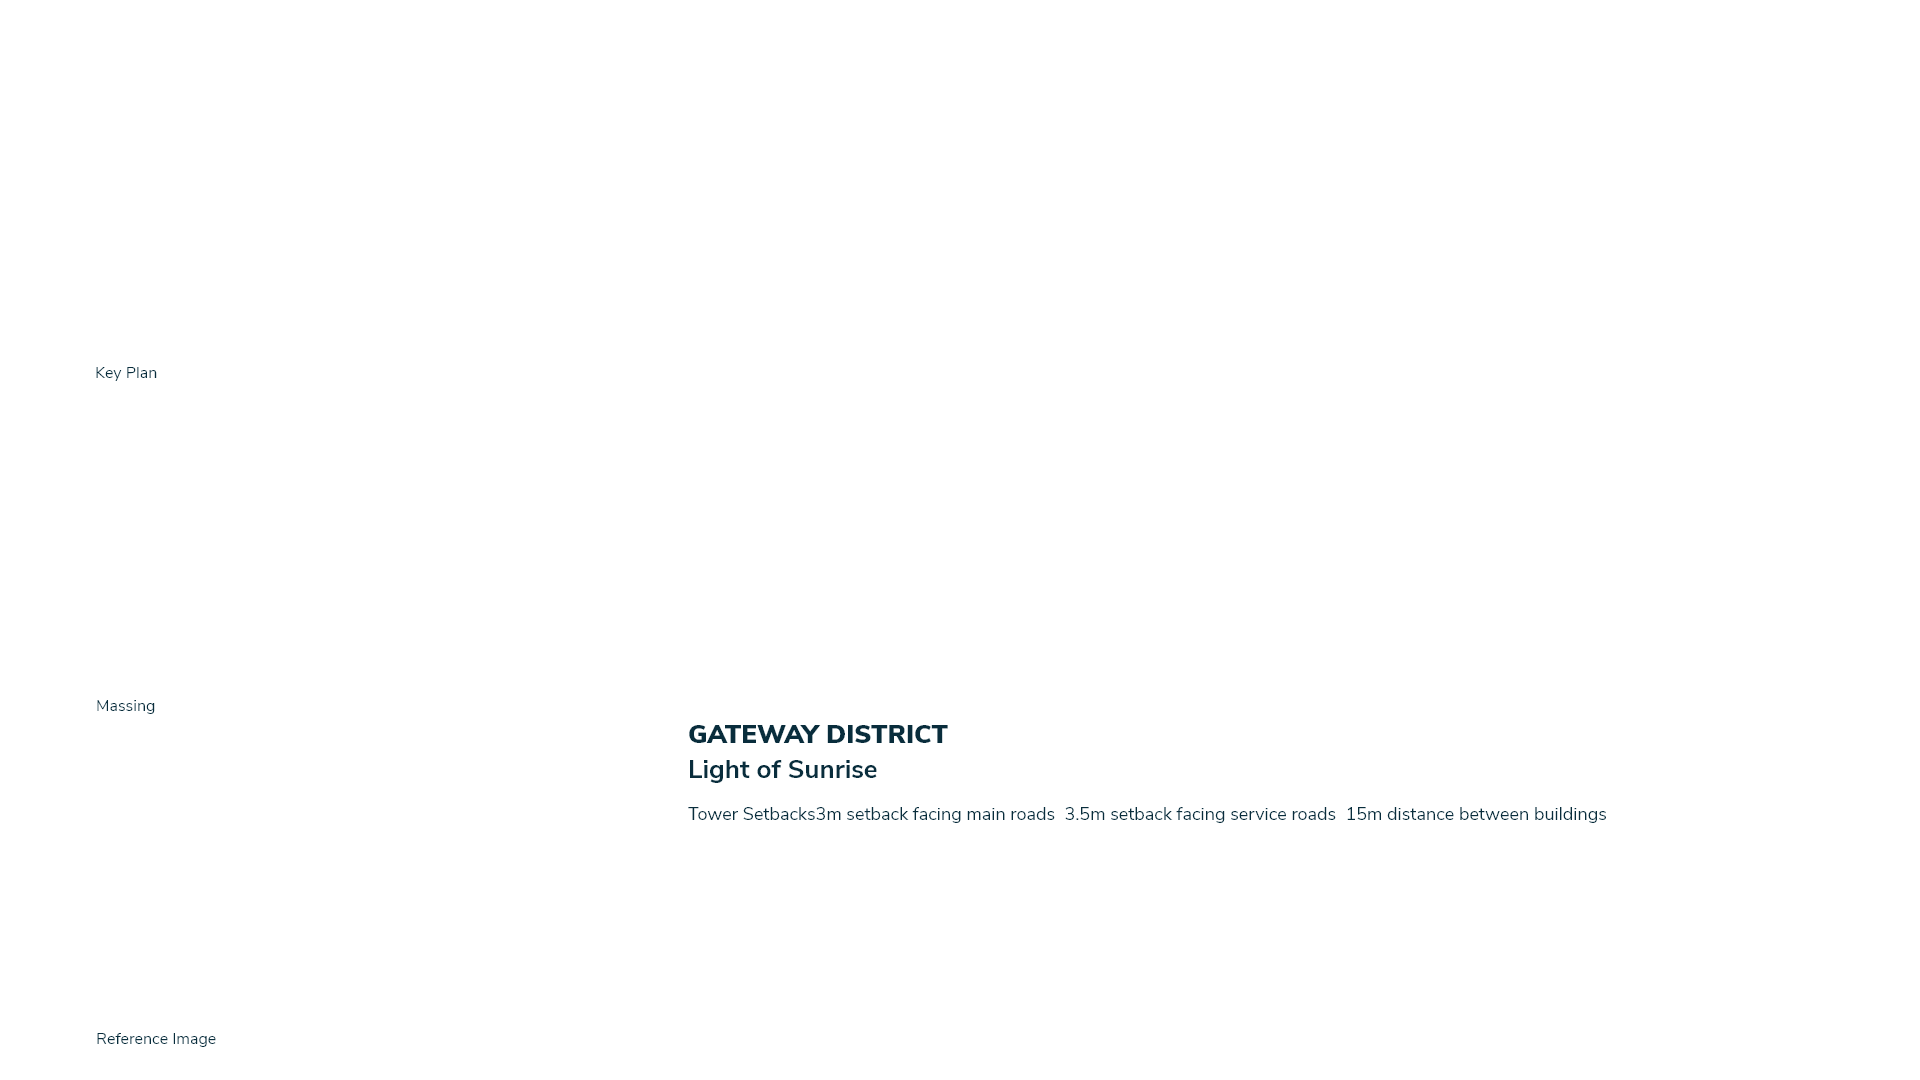 Key Plan
Massing
GATEWAY DISTRICT
Light of Sunrise
Tower Setbacks3m setback facing main roads  3.5m setback facing service roads  15m distance between buildings
Reference Image